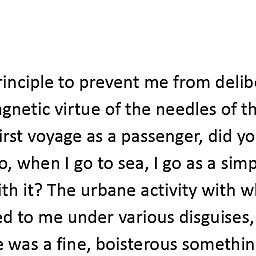 rinciple to prevent me from delib
gnetic virtue of the needles of th
irst voyage as a passenger, did yo
o, when I go to sea, I go as a simp
ith it? The urbane activity with w
ed to me under various disguises,
e was a fine, boisterous somethin